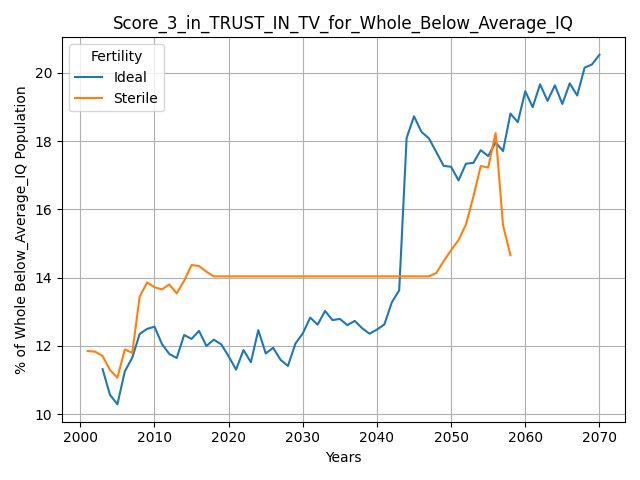 Score_3_in_TRUST_IN_TV_for_Whole_Below_Average_IQ
Fertility
Ideal
Sterile
% of Whole Below_Average_IQ Population
20
18
16
14
12
10
2000 2010 2020 2030 2040 2050 2060 2070
Years